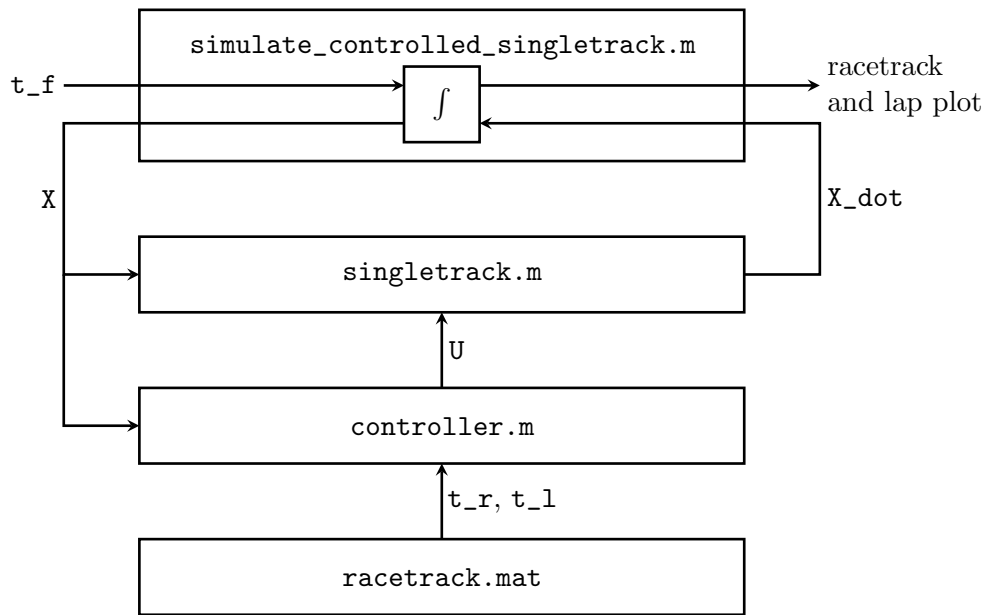 simulate_controlled_singletrack.m
t_f
∫
racetrack
and lap plot
X
X_dot
singletrack.m
U
controller.m
t_r, t_l
racetrack.mat